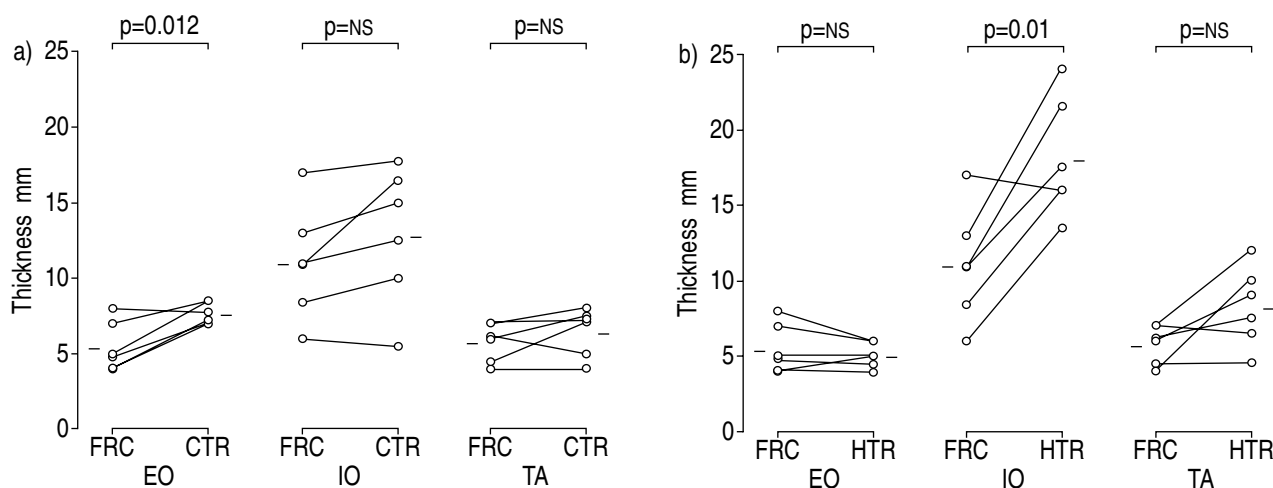 p=0.012 p=NS p=NS
a)
25
20
15
10
5
0
Thickness mm
FRC CTR FRC CTR FRC CTR
EO IO TA
p=NS p=0.01 p=NS
b)
25
20
15
10
5
0
Thickness mm
FRC HTR FRC HTR FRC HTR
EO IO TA